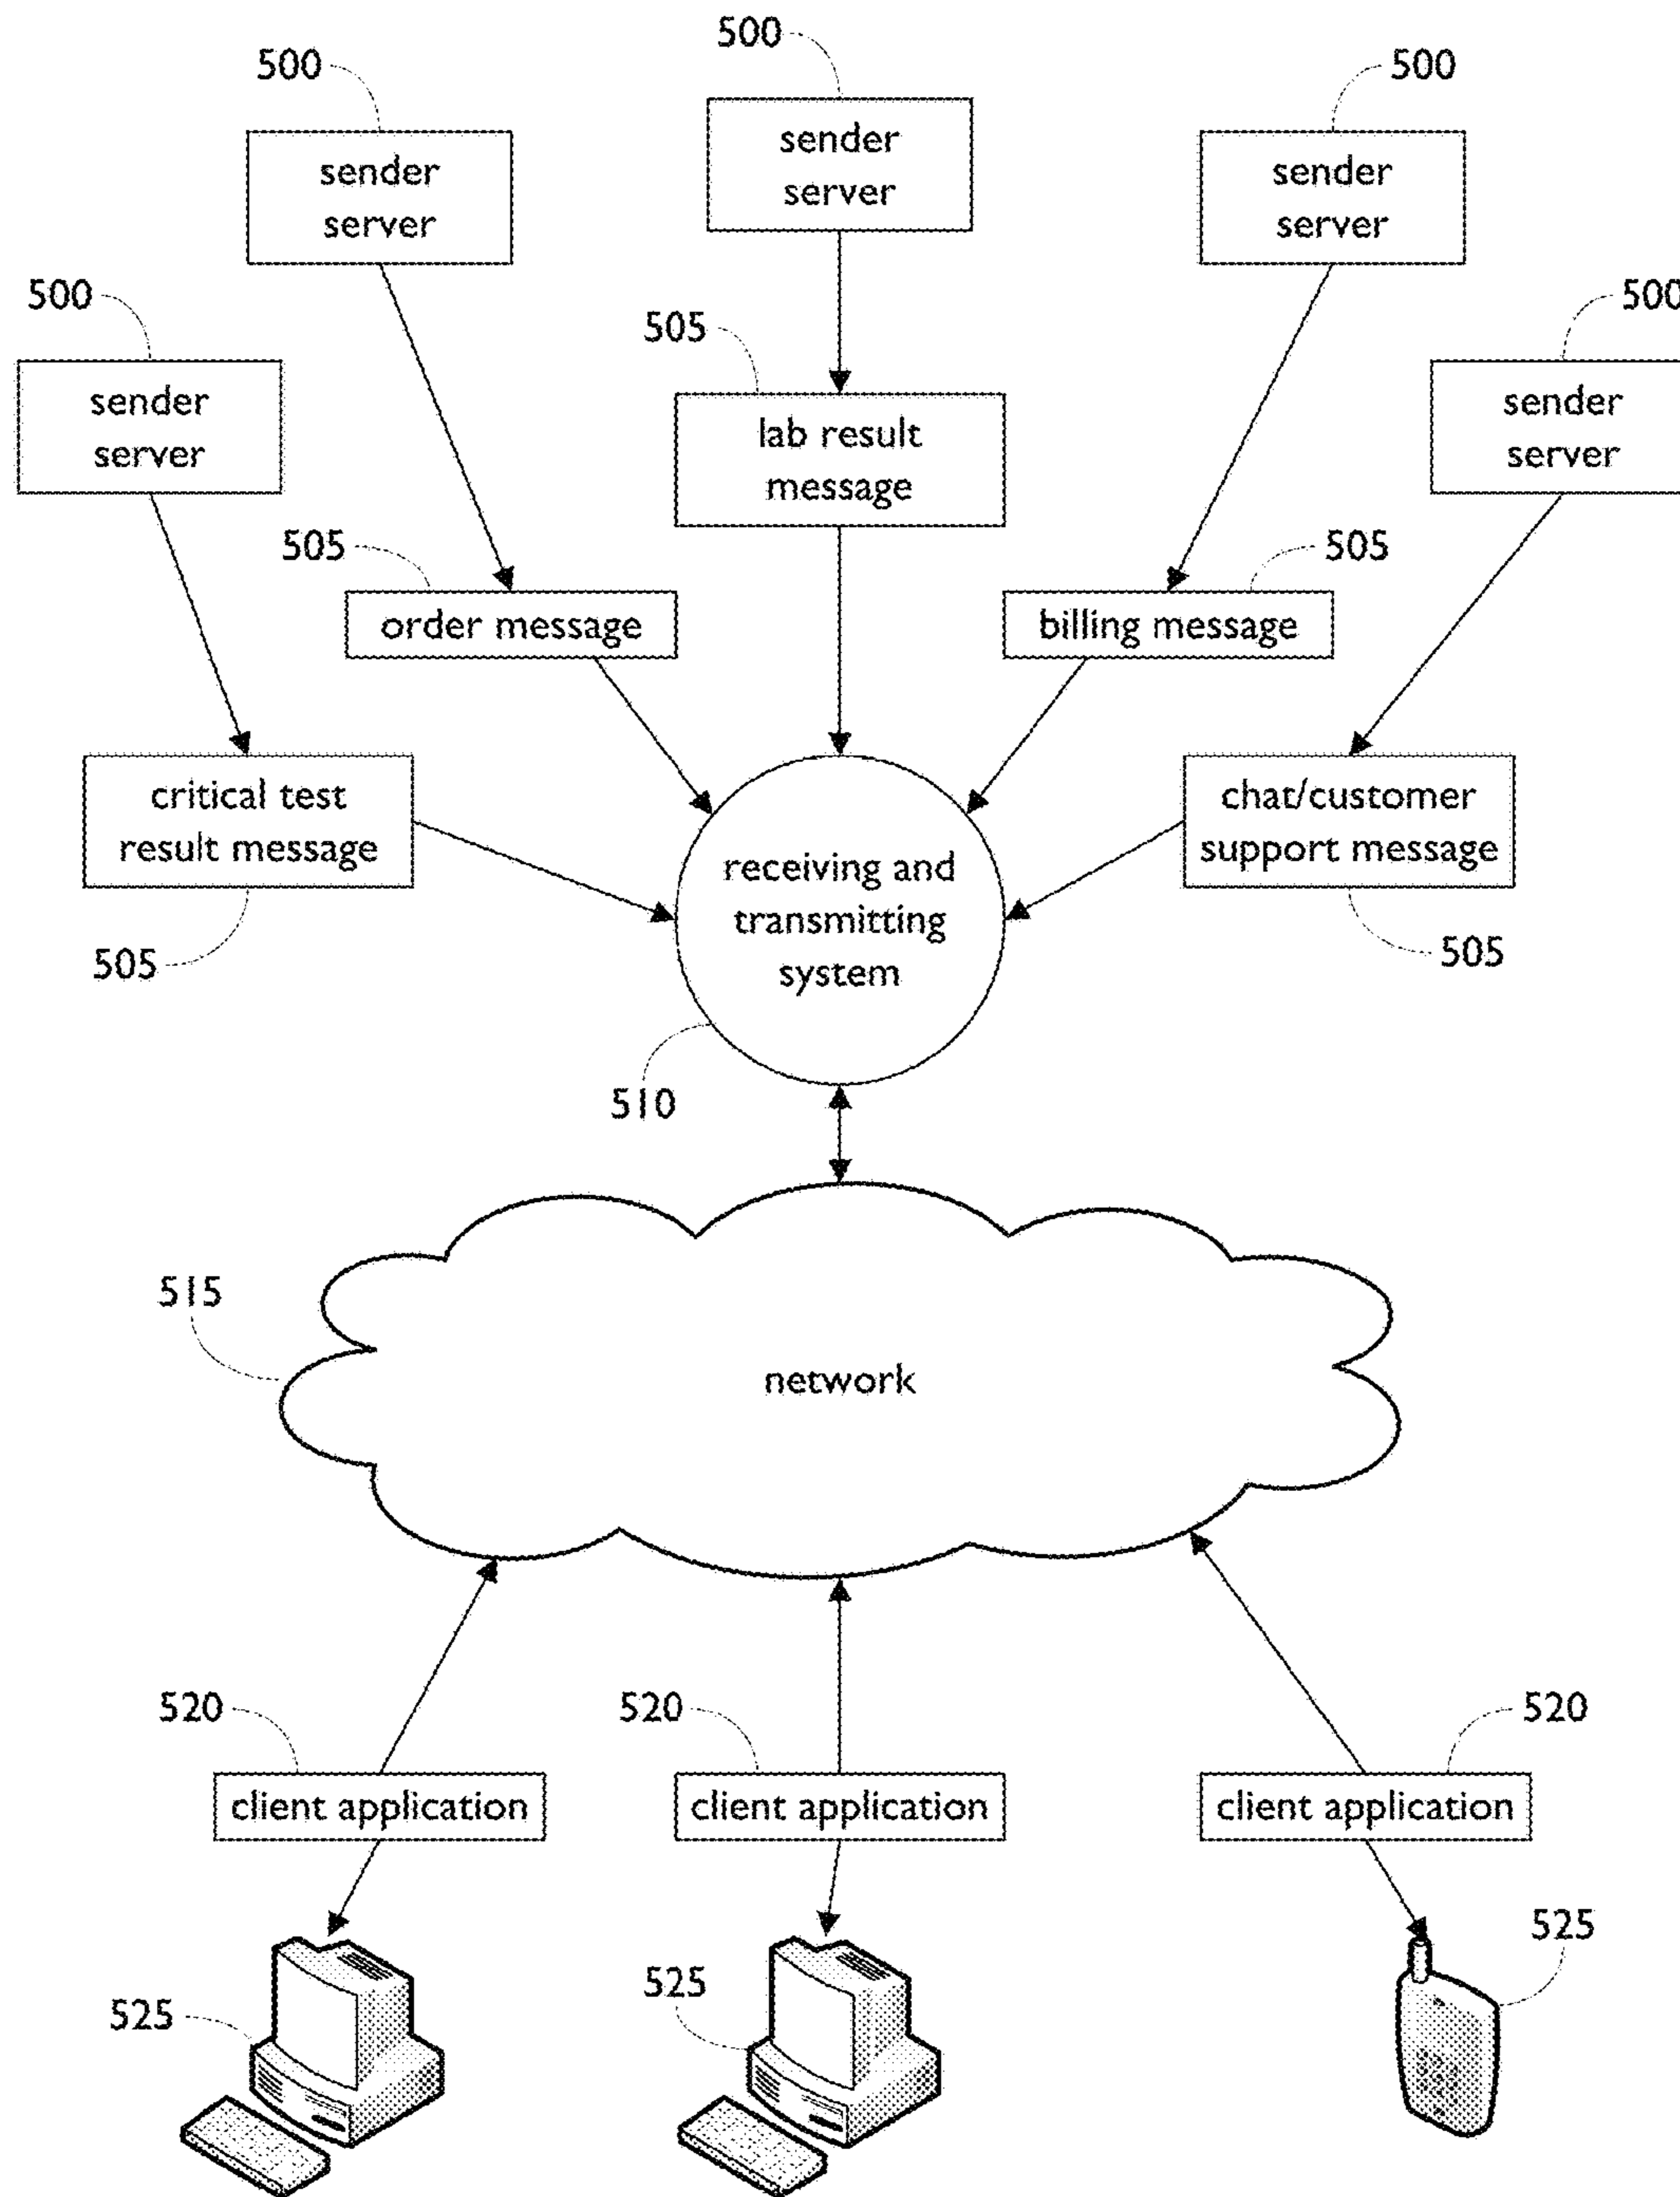 500
500
500
sender
server
sender
server
sender
server
500
500
505
sender
server
lab result
message
sender
server
505
505
order message
billing message
critical test
result message
chat/customer
support message
receiving and
transmitting
system
505
505
510
515
network
520
520
520
client application
client application
client application
525
525
525